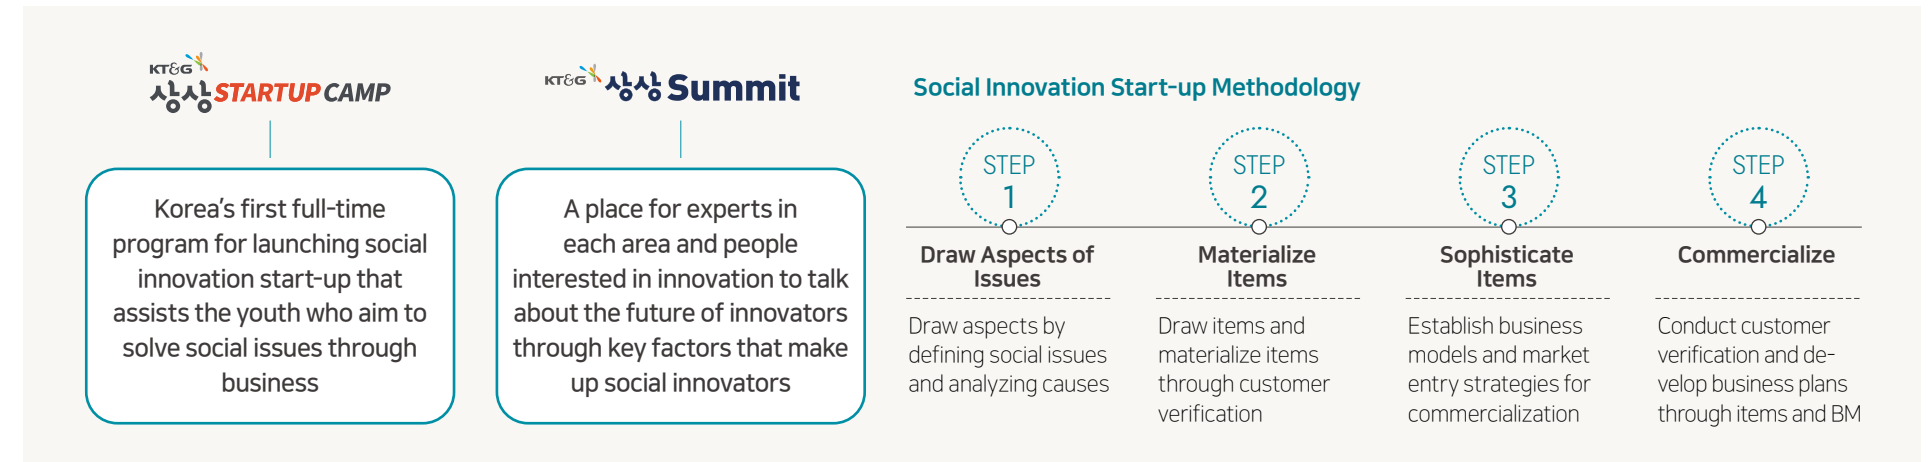 KT&G
상상 STARTUP CAMP
Korea's first full-time
program for launching social
innovation start-up that
assists the youth who aim to
solve social issues through
business
KT&G 상상 Summit
A place for experts in
each area and people
interested in innovation to talk
about the future of innovators
through key factors that make
up social innovators
Social Innovation Start-up Methodology
STEP
1
Draw Aspects of
Issues
Draw aspects by
defining social issues
and analyzing causes
STEP
2
Materialize
Items
Draw items and
materialize items
through customer
verification
STEP
3
Sophisticate
Items
Establish business
models and market
entry strategies for
commercialization
STEP
4
Commercialize
Conduct customer
verification and de-
velop business plans
through items and BM